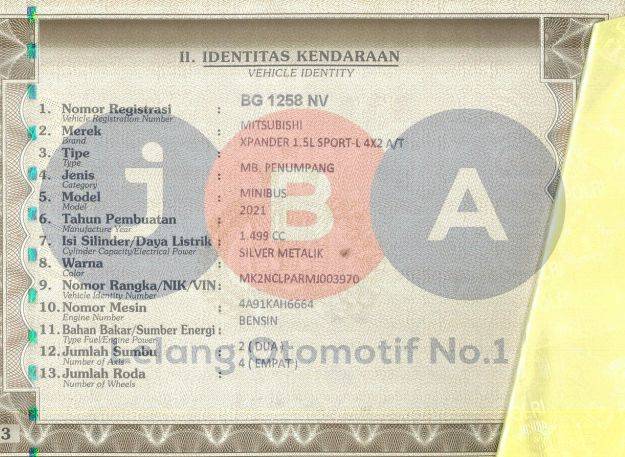 II. IDENTITAS KENDARAAN
VEHICLE IDENTITY
1. Nomor Registrasi : BG 1258 NV
Vehicle Registration Number
2. Merek : MITSUBISHI
Brand
3. Tipe : XPANDER 1.5L SPORT-L 4X2 A/T
Type
4. Jenis : MB. PENUMPANG
Category
5. Model : MINIBUS
Model
6. Tahun Pembuatan : 2021
Manufacture Year
7. Isi Silinder/Daya Listrik : 1.499 CC
Cylinder Capacity/Electrical Power
8. Warna : SILVER METALIK
Color
9. Nomor Rangka/NIK/VIN : MK2NCLPARMJ003970
Vehicle Identity Number
10. Nomor Mesin : 4A91KAH6664
Engine Number
11. Bahan Bakar/Sumber Energi : BENSIN
Type Fuel/Engine Power
12. Jumlah Sumbu : 2 ( DUA )
Number of Axis
13. Jumlah Roda : 4 ( EMPAT )
Number of Wheels
3
jBA
Lelang Otomotif No.1